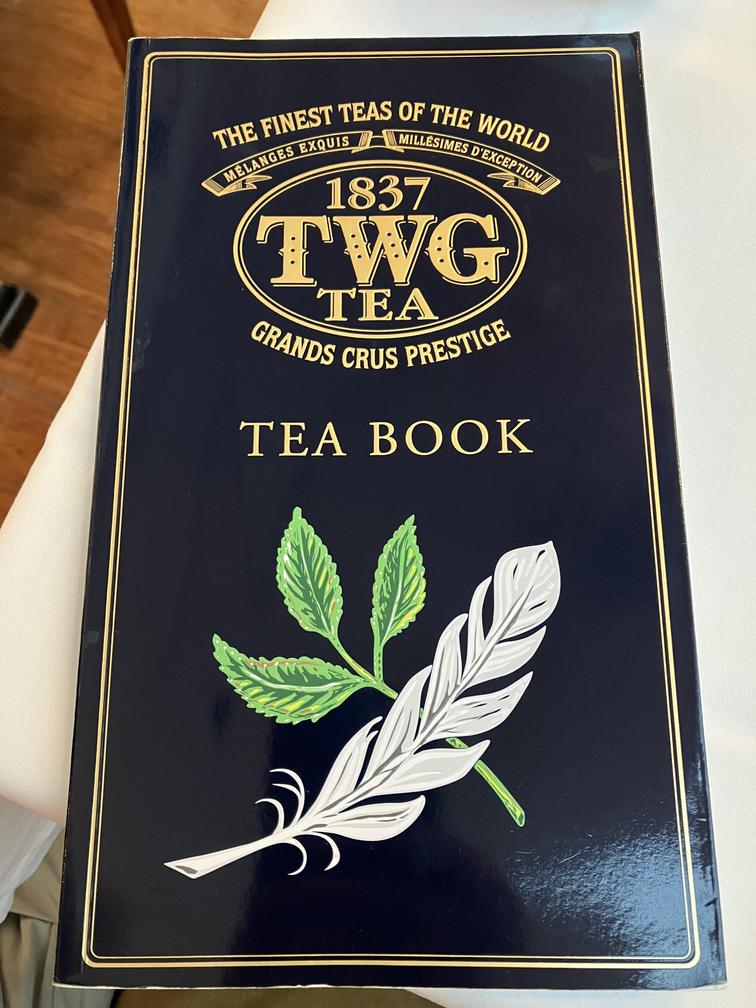 THE FINEST TEAS OF THE WORLD
MÉLANGES EXQUIS MILLÉSIMES D'EXCEPTION
1837
TWG
TEA
GRANDS CRUS PRESTIGE
TEA BOOK